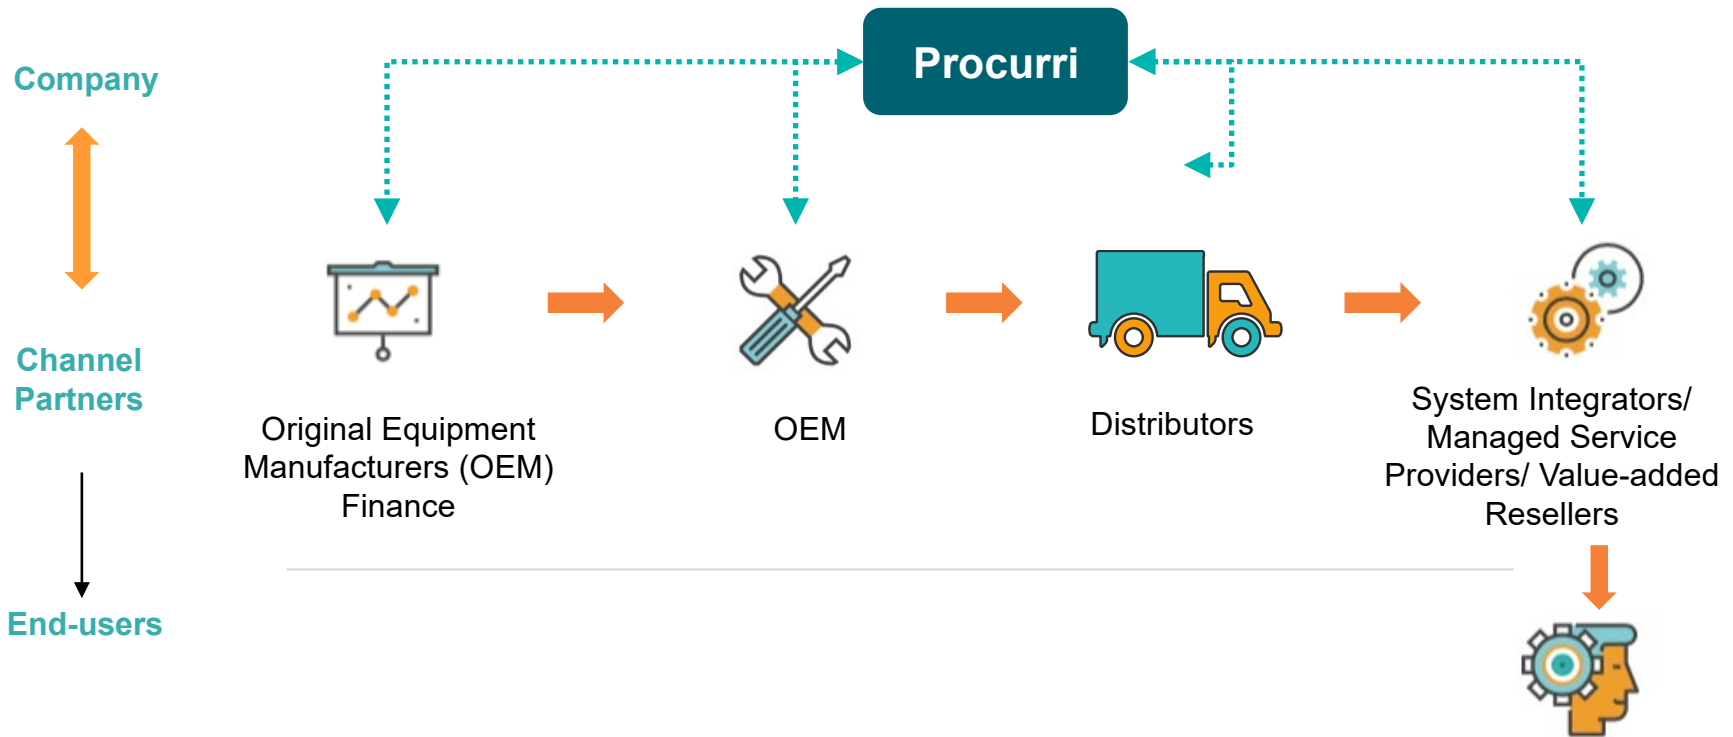 Procurri
Company
Channel
Partners
End-users
Original Equipment
Manufacturers (OEM)
Finance
OEM
Distributors
System Integrators/
Managed Service
Providers/ Value-added
Resellers